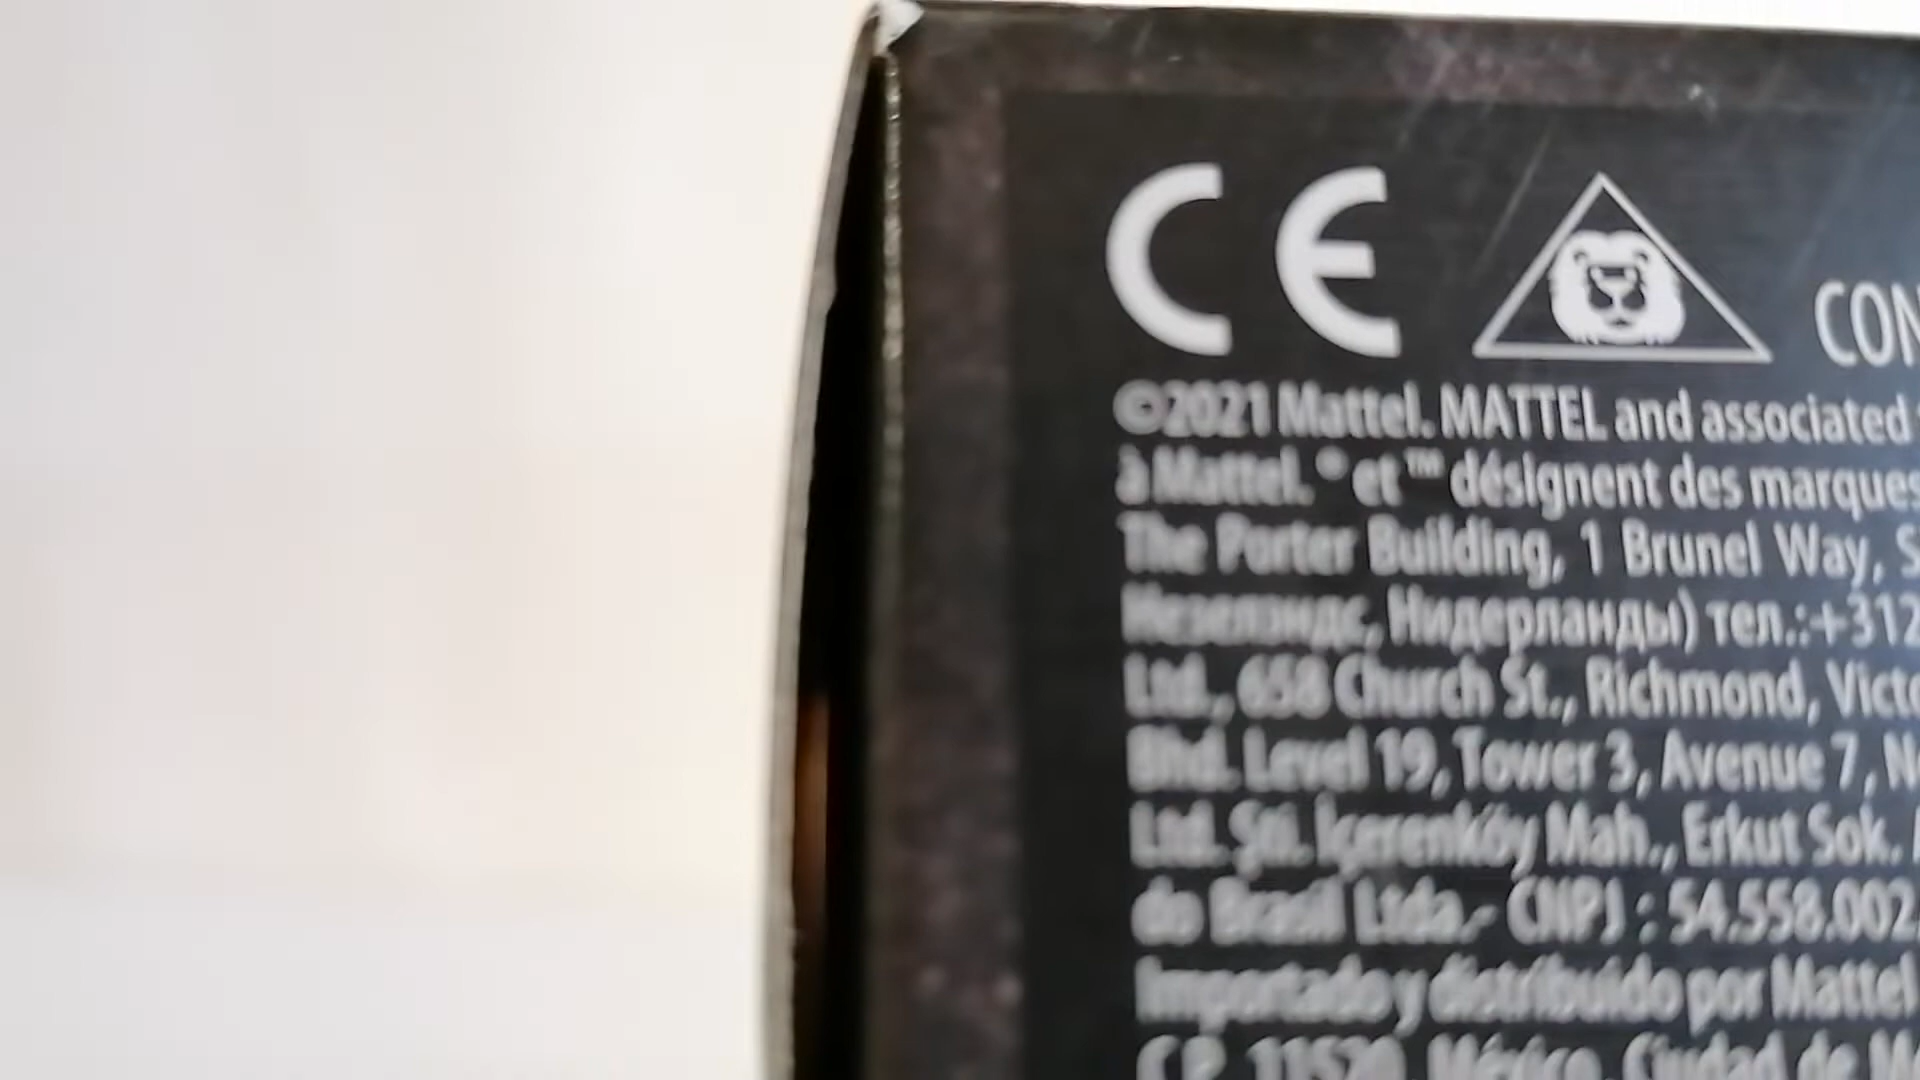 CE
CON
©2021 Mattel. MATTEL and associated
à Mattel. ® et ™ désignent des marques
The Porter Building, 1 Brunel Way, S
Незелэндс, Нидерланды) тел.:+312
Ltd., 658 Church St., Richmond, Victo
Bhd. Level 19, Tower 3, Avenue 7, N
Ltd. Şti. İçerenköy Mah., Erkut Sok.
do Brasil Ltda.- CNPJ : 54.558.002
Importado y distribuido por Mattel
C.P. 11520, México, Ciudad de M